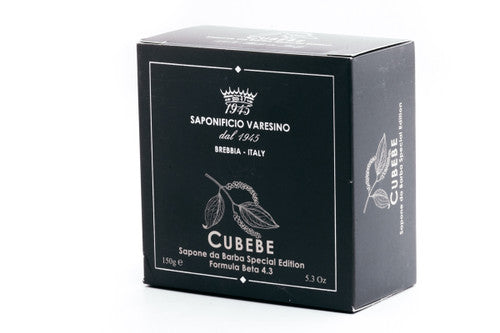 1945
SAPONIFICIO VARESINO
dal 1945
BREBBIA - ITALY
CUBEBE
Sapone da Barba Special Edition
Formula Beta 4.3
150g e
5.3 Oz
CUBEBE
Sapone da Barba Special Edition